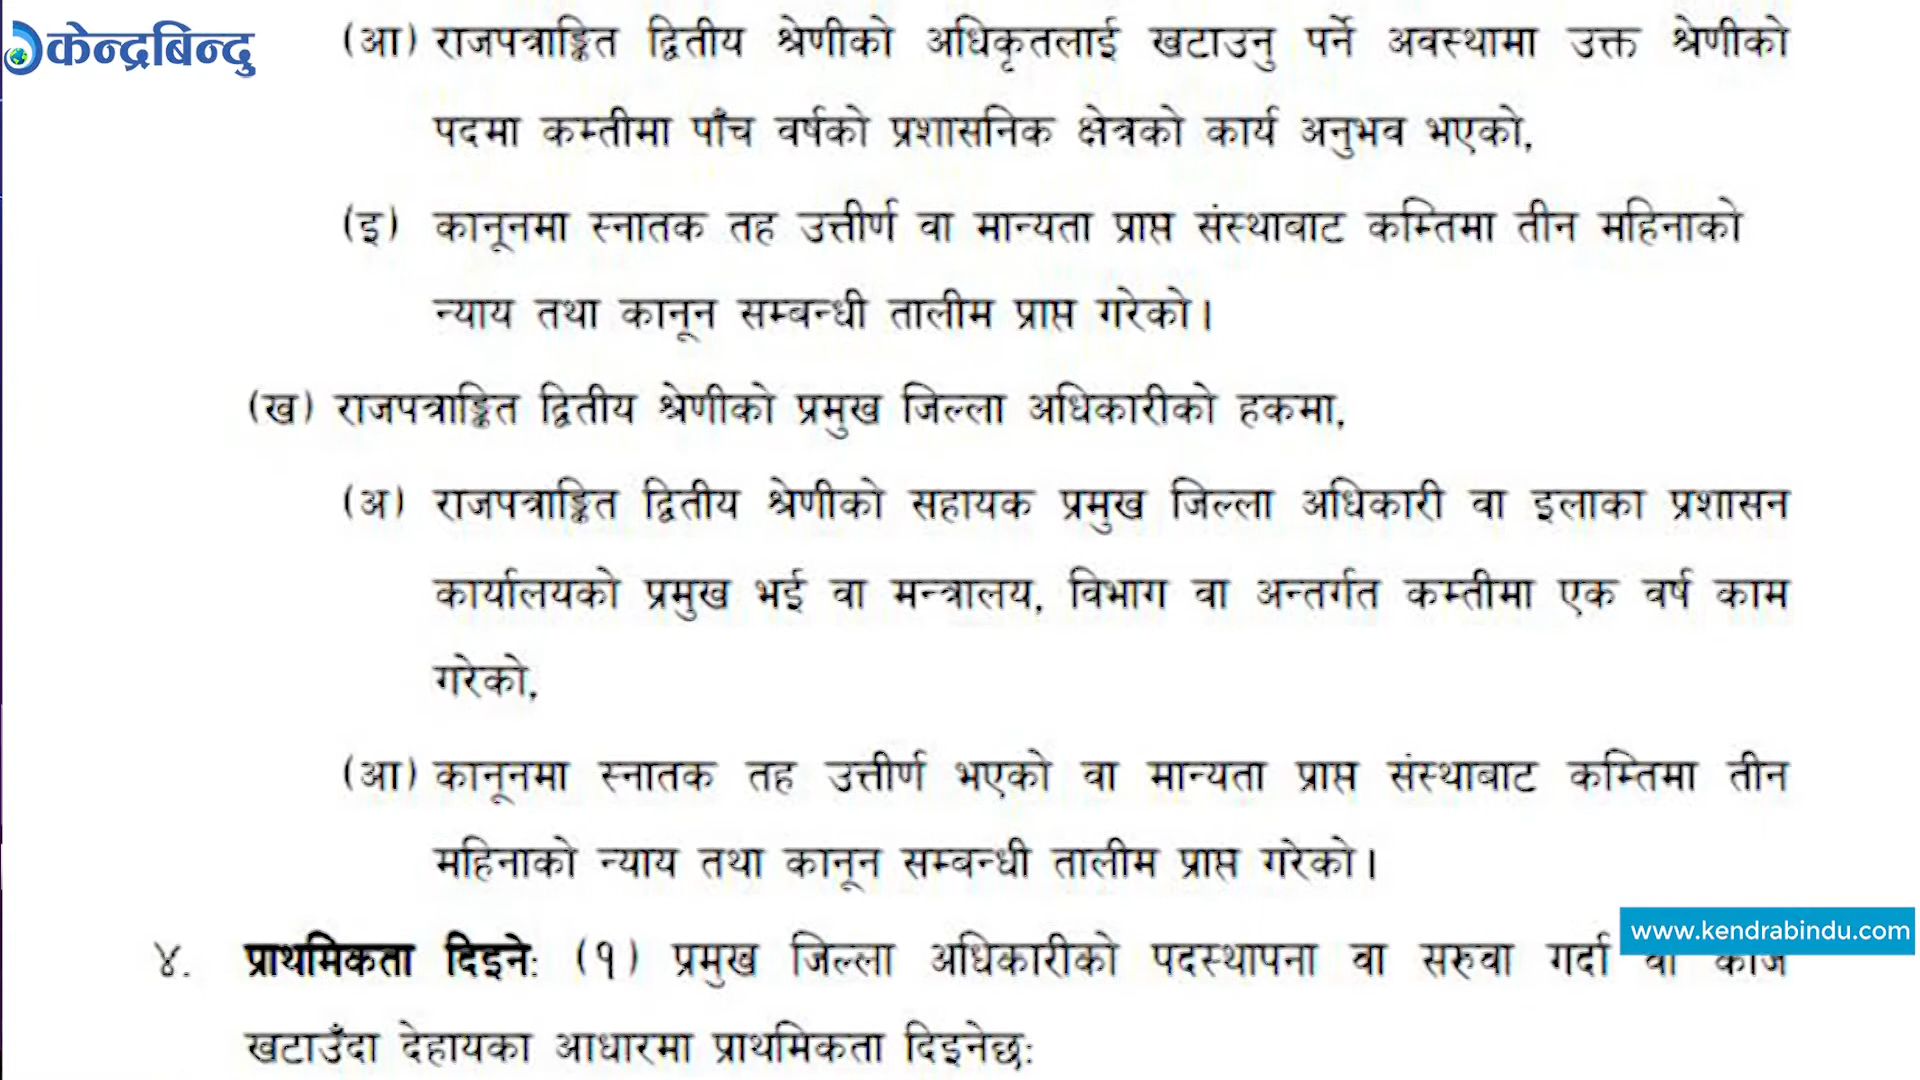 केन्द्रबिन्दु
(आ) राजपत्राङ्कित द्वितीय श्रेणीको अधिकृतलाई खटाउनु पर्ने अवस्थामा उक्त श्रेणीको
पदमा कम्तीमा पाँच वर्षको प्रशासनिक क्षेत्रको कार्य अनुभव भएको,
(इ) कानूनमा स्नातक तह उत्तीर्ण वा मान्यता प्राप्त संस्थाबाट कम्तिमा तीन महिनाको
न्याय तथा कानून सम्बन्धी तालीम प्राप्त गरेको।
(ख) राजपत्राङ्कित द्वितीय श्रेणीको प्रमुख जिल्ला अधिकारीको हकमा,
(अ) राजपत्राङ्कित द्वितीय श्रेणीको सहायक प्रमुख जिल्ला अधिकारी वा इलाका प्रशासन
कार्यालयको प्रमुख भई वा मन्त्रालय, विभाग वा अन्तर्गत कम्तीमा एक वर्ष काम
गरेको,
(आ) कानूनमा स्नातक तह उत्तीर्ण भएको वा मान्यता प्राप्त संस्थाबाट कम्तिमा तीन
महिनाको न्याय तथा कानून सम्बन्धी तालीम प्राप्त गरेको।
www.kendrabindu.com
४. प्राथमिकता दिइने: (१) प्रमुख जिल्ला अधिकारीको पदस्थापना वा सरुवा गर्दा वा काज
खटाउँदा देहायका आधारमा प्राथमिकता दिइनेछ: